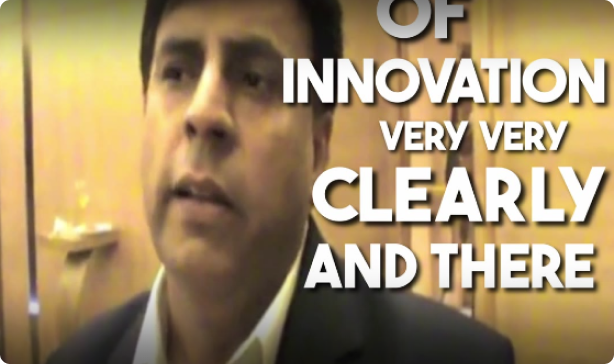 OF
INNOVATION
VERY VERY
CLEARLY
AND THERE